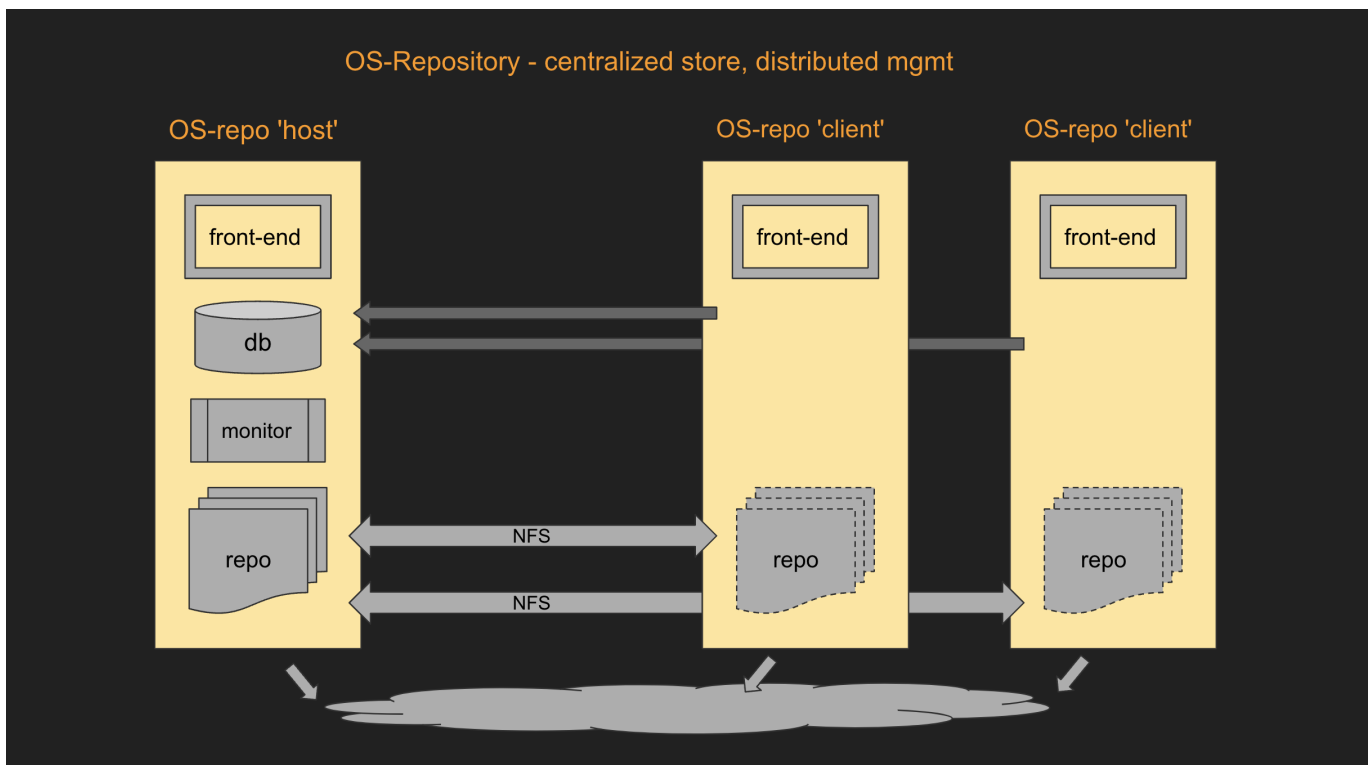 OS-Repository - centralized store, distributed mgmt
OS-repo 'host'
OS-repo 'client'
OS-repo 'client'
front-end
front-end
front-end
db
monitor
NFS
repo
repo
repo
NFS